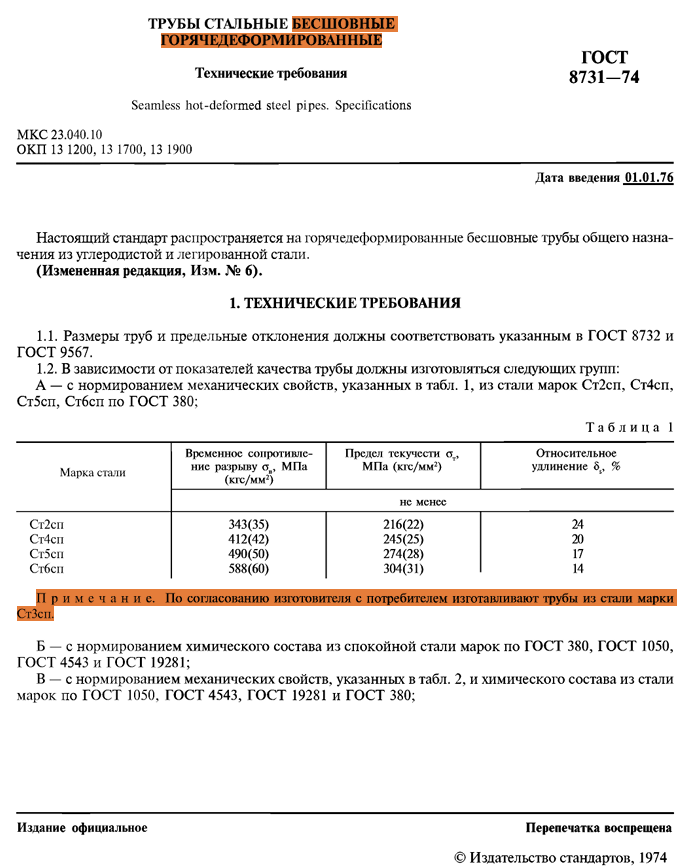 ТРУБЫ СТАЛЬНЫЕ БЕСШОВНЫЕ
ГОРЯЧЕДЕФОРМИРОВАННЫЕ
Технические требования
Seamless hot-deformed steel pipes. Specifications
ГОСТ
8731—74
МКС 23.040.10
ОКП 13 1200, 13 1700, 13 1900
Дата введения 01.01.76
Настоящий стандарт распространяется на горячедеформированные бесшовные трубы общего назна-
чения из углеродистой и легированной стали.
(Измененная редакция, Изм. № 6).
1. ТЕХНИЧЕСКИЕ ТРЕБОВАНИЯ
1.1. Размеры труб и предельные отклонения должны соответствовать указанным в ГОСТ 8732 и
ГОСТ 9567.
1.2. В зависимости от показателей качества трубы должны изготовляться следующих групп:
А — с нормированием механических свойств, указанных в табл. 1, из стали марок Ст2сп, Ст4сп,
Ст5сп, Ст6сп по ГОСТ 380;
Таблица 1
Марка стали
Временное сопротивле-
ние разрыву σв, МПа
(кгс/мм²)
Предел текучести σт,
МПа (кгс/мм²)
Относительное
удлинение δ5, %
не менее
Ст2сп 343(35) 216(22) 24
Ст4сп 412(42) 245(25) 20
Ст5сп 490(50) 274(28) 17
Ст6сп 588(60) 304(31) 14
Примечание. По согласованию изготовителя с потребителем изготавливают трубы из стали марки
Ст3сп.
Б — с нормированием химического состава из спокойной стали марок по ГОСТ 380, ГОСТ 1050,
ГОСТ 4543 и ГОСТ 19281;
В — с нормированием механических свойств, указанных в табл. 2, и химического состава из стали
марок по ГОСТ 1050, ГОСТ 4543, ГОСТ 19281 и ГОСТ 380;
Издание официальное
Перепечатка воспрещена
© Издательство стандартов, 1974